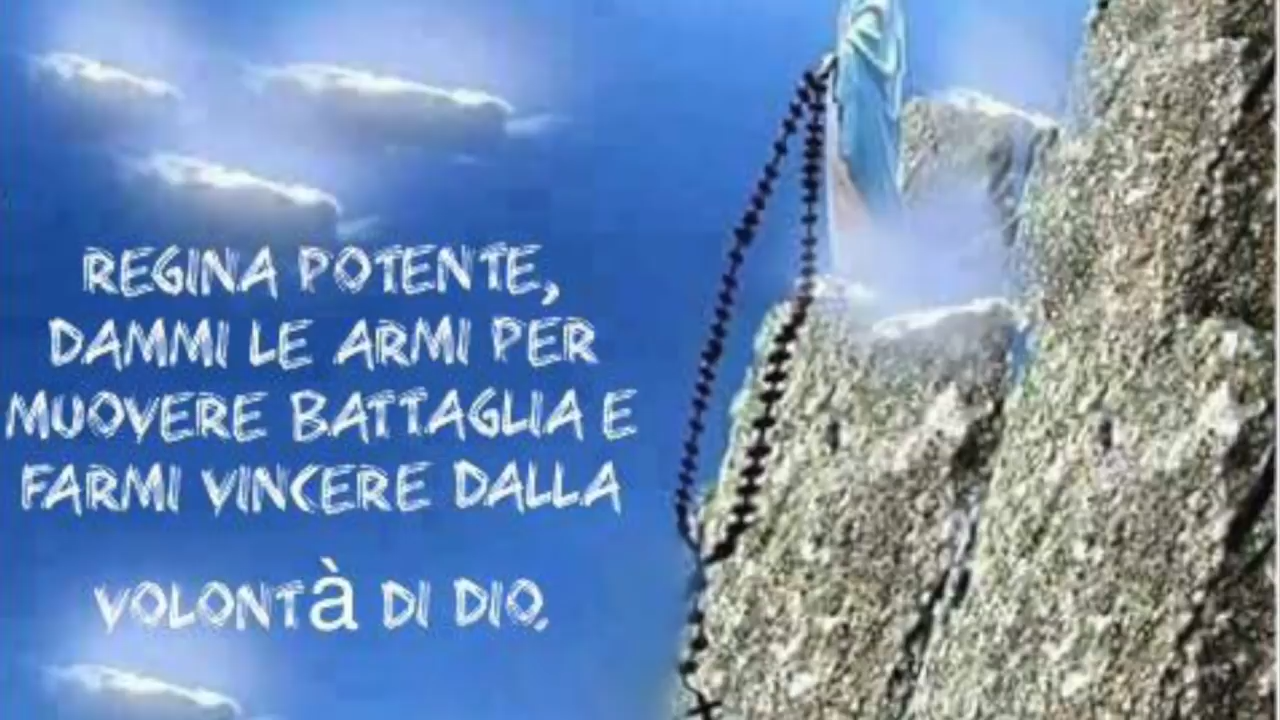 REGINA POTENTE,
DAMMI LE ARMI PER
MUOVERE BATTAGLIA E
FARMI VINCERE DALLA
VOLONTà DI DIO.